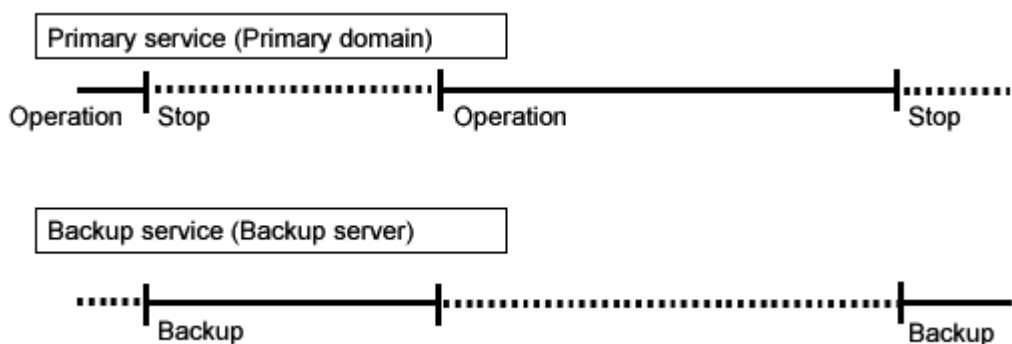 Primary service (Primary domain)
Operation Stop Operation Stop
Backup service (Backup server)
Backup Backup